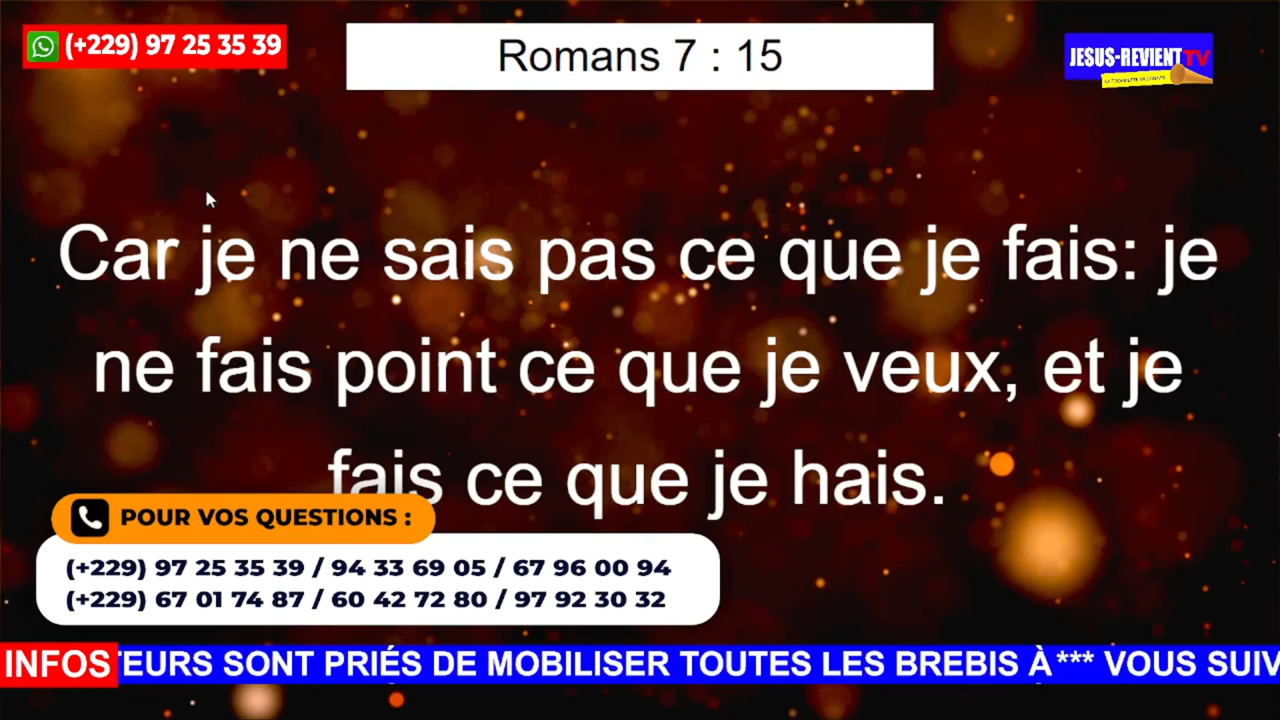 (+229) 97 25 35 39
Romans 7 : 15
JESUS-REVIENT TV
Car je ne sais pas ce que je fais: je
ne fais point ce que je veux, et je
fais ce que je hais.
POUR VOS QUESTIONS :
(+229) 97 25 35 39 / 94 33 69 05 / 67 96 00 94
(+229) 67 01 74 87 / 60 42 72 80 / 97 92 30 32
INFOS TEURS SONT PRIÉS DE MOBILISER TOUTES LES BREBIS À*** VOUS SUIV